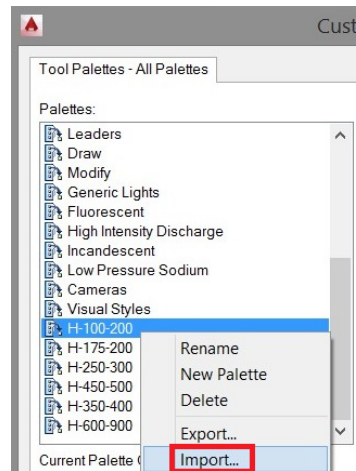 Cust
Tool Palettes - All Palettes
Palettes:
Leaders
Draw
Modify
Generic Lights
Fluorescent
High Intensity Discharge
Incandescent
Low Pressure Sodium
Cameras
Visual Styles
H-100-200
H-175-200
H-250-300
H-450-500
H-350-400
H-600-900
Rename
New Palette
Delete
Export...
Import...
Current Palette